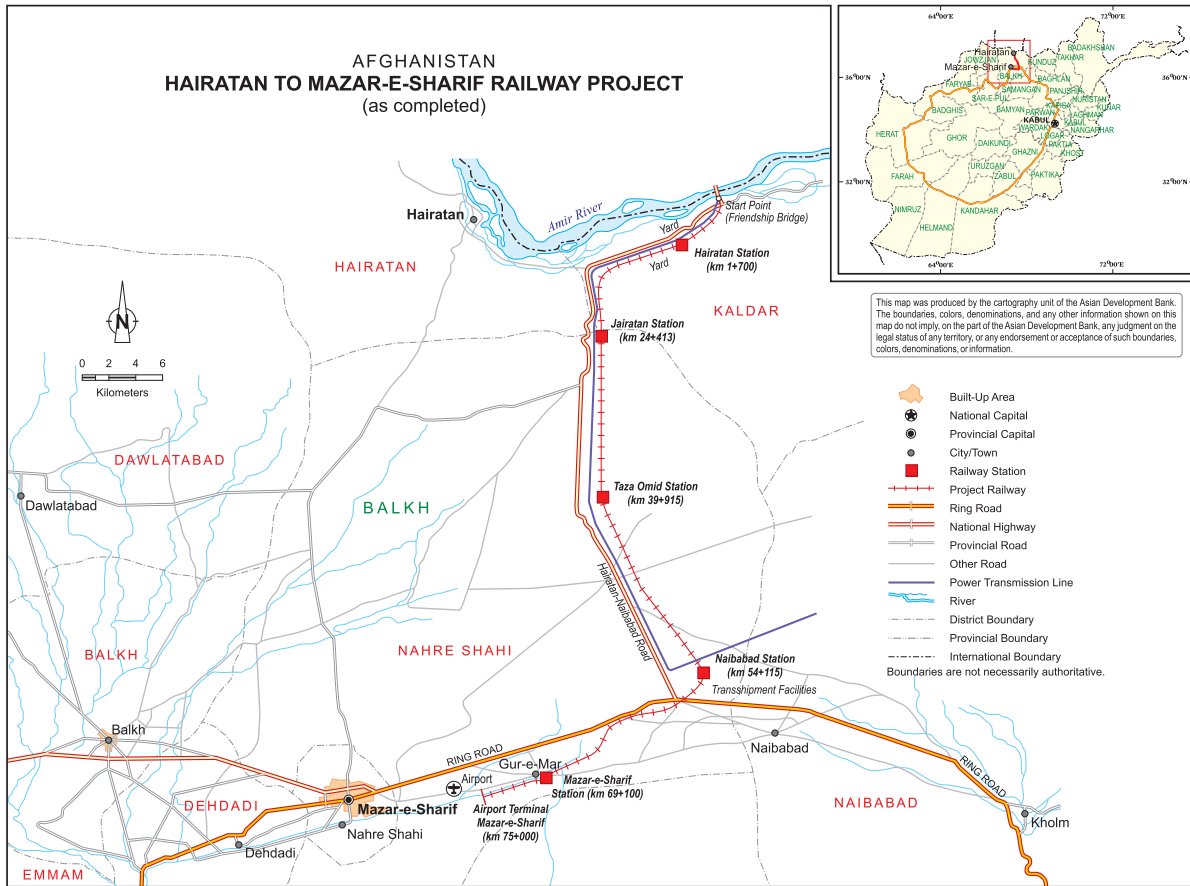 AFGHANISTAN
HAIRATAN TO MAZAR-E-SHARIF RAILWAY PROJECT
(as completed)
64°00'E
72°00'E
Hairatan
Mazar-e-Sharif
36°00'N
36°00'N
JOWZJAN
BALKH
KUNDUZ
TAKHAR
BADAKHSHAN
FARYAB
SAMANGAN
BAGHLAN
PANJSHIR
NURISTAN
SAR-E-PUL
BADGHIS
BAMYAN
PARWAN
KAPISA
KUNAR
LAGHMAN
KABUL
KABUL
WARDAK
NANGARHAR
LOGAR
HERAT
GHOR
DAIKUNDI
GHAZNI
PAKTIA
KHOST
URUZGAN
FARAH
ZABUL
PAKTIKA
32°00'N
32°00'N
NIMRUZ
KANDAHAR
HELMAND
64°00'E
72°00'E
This map was produced by the cartography unit of the Asian Development Bank.
The boundaries, colors, denominations, and any other information shown on this
map do not imply, on the part of the Asian Development Bank, any judgment on the
legal status of any territory, or any endorsement or acceptance of such boundaries,
colors, denominations, or information.
Built-Up Area
National Capital
Provincial Capital
City/Town
Railway Station
Project Railway
Ring Road
National Highway
Provincial Road
Other Road
Power Transmission Line
River
District Boundary
Provincial Boundary
International Boundary
Boundaries are not necessarily authoritative.
Hairatan
Amir River
Start Point
(Friendship Bridge)
Yard
Yard
Hairatan Station
(km 1+700)
HAIRATAN
KALDAR
N
0 2 4 6
Kilometers
Jairatan Station
(km 24+413)
DAWLATABAD
Dawlatabad
BALKH
Taza Omid Station
(km 39+915)
Hairatan-Naibabad Road
NAHRE SHAHI
BALKH
Naibabad Station
(km 54+115)
Transshipment Facilities
Balkh
RING ROAD
Naibabad
RING ROAD
Gur-e-Mar
Airport
Mazar-e-Sharif
Station (km 69+100)
DEHDADI
Mazar-e-Sharif
Airport Terminal
Mazar-e-Sharif
(km 75+000)
NAIBABAD
Kholm
Nahre Shahi
Dehdadi
EMMAM